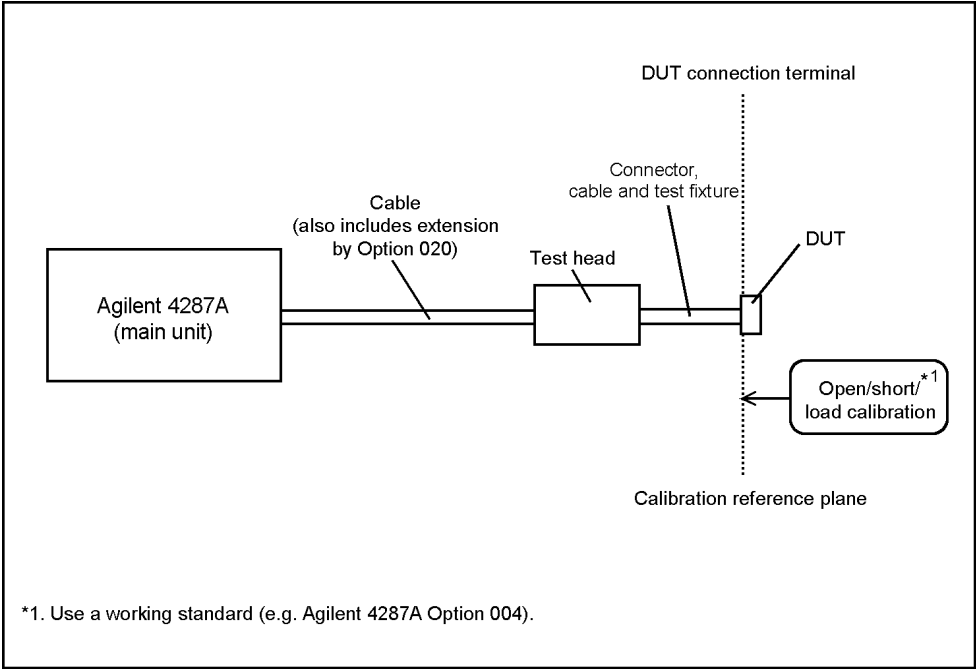 DUT connection terminal
Connector,
cable and test fixture
Cable
(also includes extension
by Option 020)
Test head
DUT
Agilent 4287A
(main unit)
Open/short/*1
load calibration
Calibration reference plane
*1. Use a working standard (e.g. Agilent 4287A Option 004).